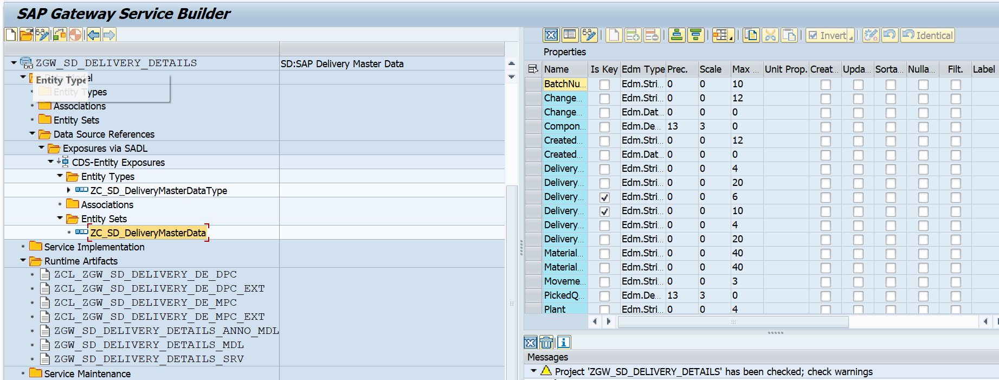 SAP Gateway Service Builder
Invert
Identical
ZGW_SD_DELIVERY_DETAILS SD:SAP Delivery Master Data
Entity Type
Entity Types
Associations
Entity Sets
Data Source References
Exposures via SADL
CDS-Entity Exposures
Entity Types
ZC_SD_DeliveryMasterDataType
Associations
Entity Sets
ZC_SD_DeliveryMasterData
Service Implementation
Runtime Artifacts
ZCL_ZGW_SD_DELIVERY_DE_DPC
ZCL_ZGW_SD_DELIVERY_DE_DPC_EXT
ZCL_ZGW_SD_DELIVERY_DE_MPC
ZCL_ZGW_SD_DELIVERY_DE_MPC_EXT
ZGW_SD_DELIVERY_DETAILS_ANNO_MDL
ZGW_SD_DELIVERY_DETAILS_MDL
ZGW_SD_DELIVERY_DETAILS_SRV
Service Maintenance
Properties
Name Is Key Edm Type Prec. Scale Max ... Unit Prop. Creat... Upda... Sorta... Nulla... Filt. Label
BatchNu... Edm.Stri... 0 0 10
Change... Edm.Stri... 0 0 12
Change... Edm.Dat... 0 0 0
Compon... Edm.De... 13 3 0
Created... Edm.Stri... 0 0 12
Created... Edm.Dat... 0 0 0
Delivery... Edm.Stri... 0 0 4
Delivery... Edm.Stri... 0 0 20
Delivery... Edm.Stri... 0 0 6
Delivery... Edm.Stri... 0 0 10
Delivery... Edm.Stri... 0 0 4
Delivery... Edm.Stri... 0 0 20
Material... Edm.Stri... 0 0 40
Material... Edm.Stri... 0 0 40
Moveme... Edm.Stri... 0 0 3
PickedQ... Edm.De... 13 3 0
Plant Edm.Stri... 0 0 4
Messages
Project 'ZGW_SD_DELIVERY_DETAILS' has been checked; check warnings